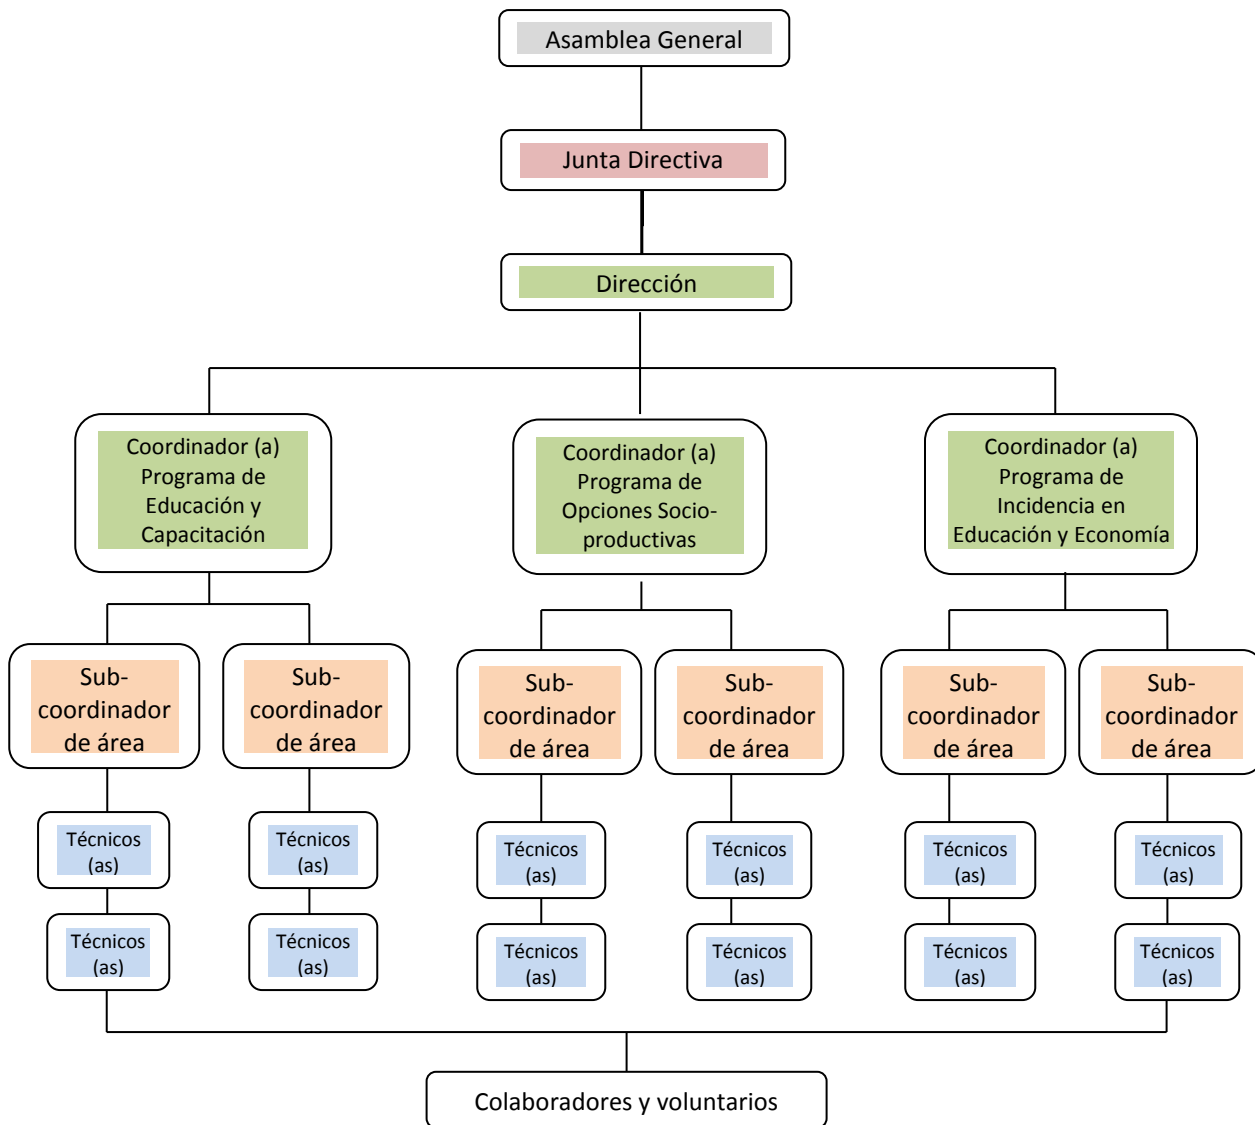 Asamblea General
Junta Directiva
Dirección
Coordinador (a)
Programa de
Educación y
Capacitación
Coordinador (a)
Programa de
Opciones Socio-
productivas
Coordinador (a)
Programa de
Incidencia en
Educación y Economía
Sub-
coordinador
de área
Sub-
coordinador
de área
Sub-
coordinador
de área
Sub-
coordinador
de área
Sub-
coordinador
de área
Sub-
coordinador
de área
Técnicos
(as)
Técnicos
(as)
Técnicos
(as)
Técnicos
(as)
Técnicos
(as)
Técnicos
(as)
Técnicos
(as)
Técnicos
(as)
Técnicos
(as)
Técnicos
(as)
Técnicos
(as)
Técnicos
(as)
Colaboradores y voluntarios